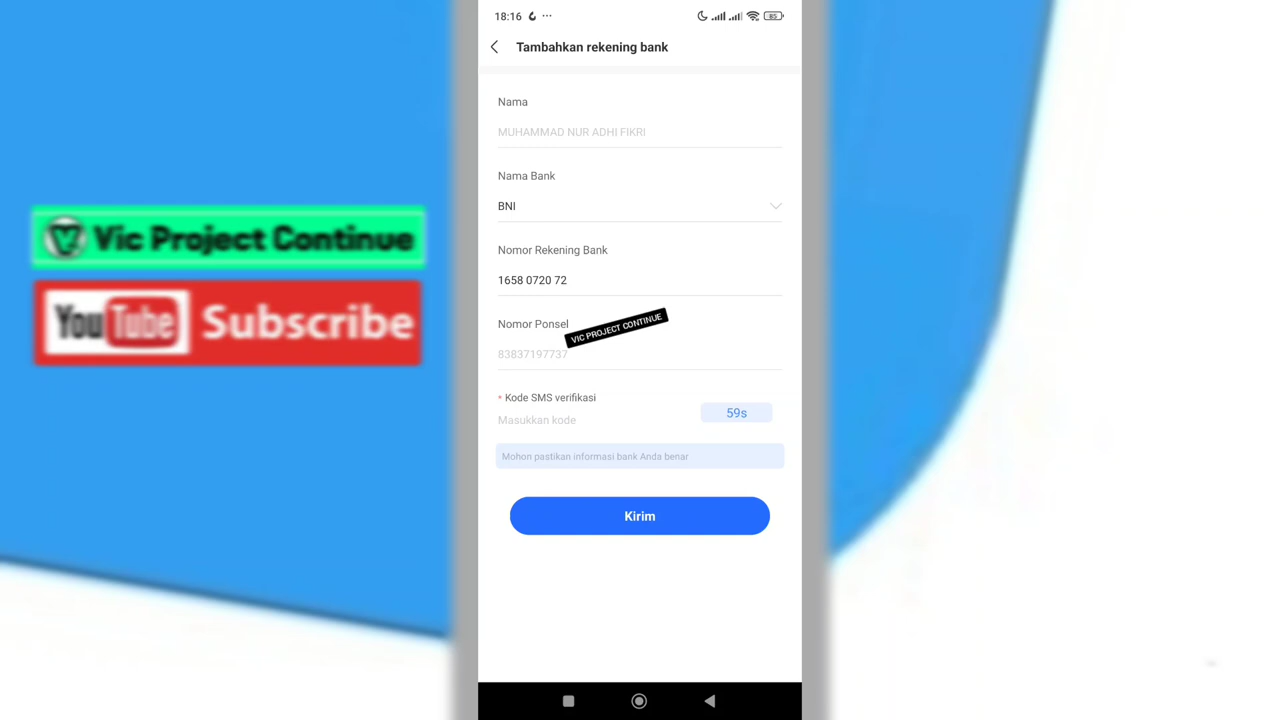 18:16
85
Tambahkan rekening bank
Nama
MUHAMMAD NUR ADHI FIKRI
Nama Bank
BNI
Nomor Rekening Bank
1658 0720 72
Nomor Ponsel
VIC PROJECT CONTINUE
83837197737
* Kode SMS verifikasi
Masukkan kode
59s
Mohon pastikan informasi bank Anda benar
Kirim
Vic Project Continue
YouTube Subscribe